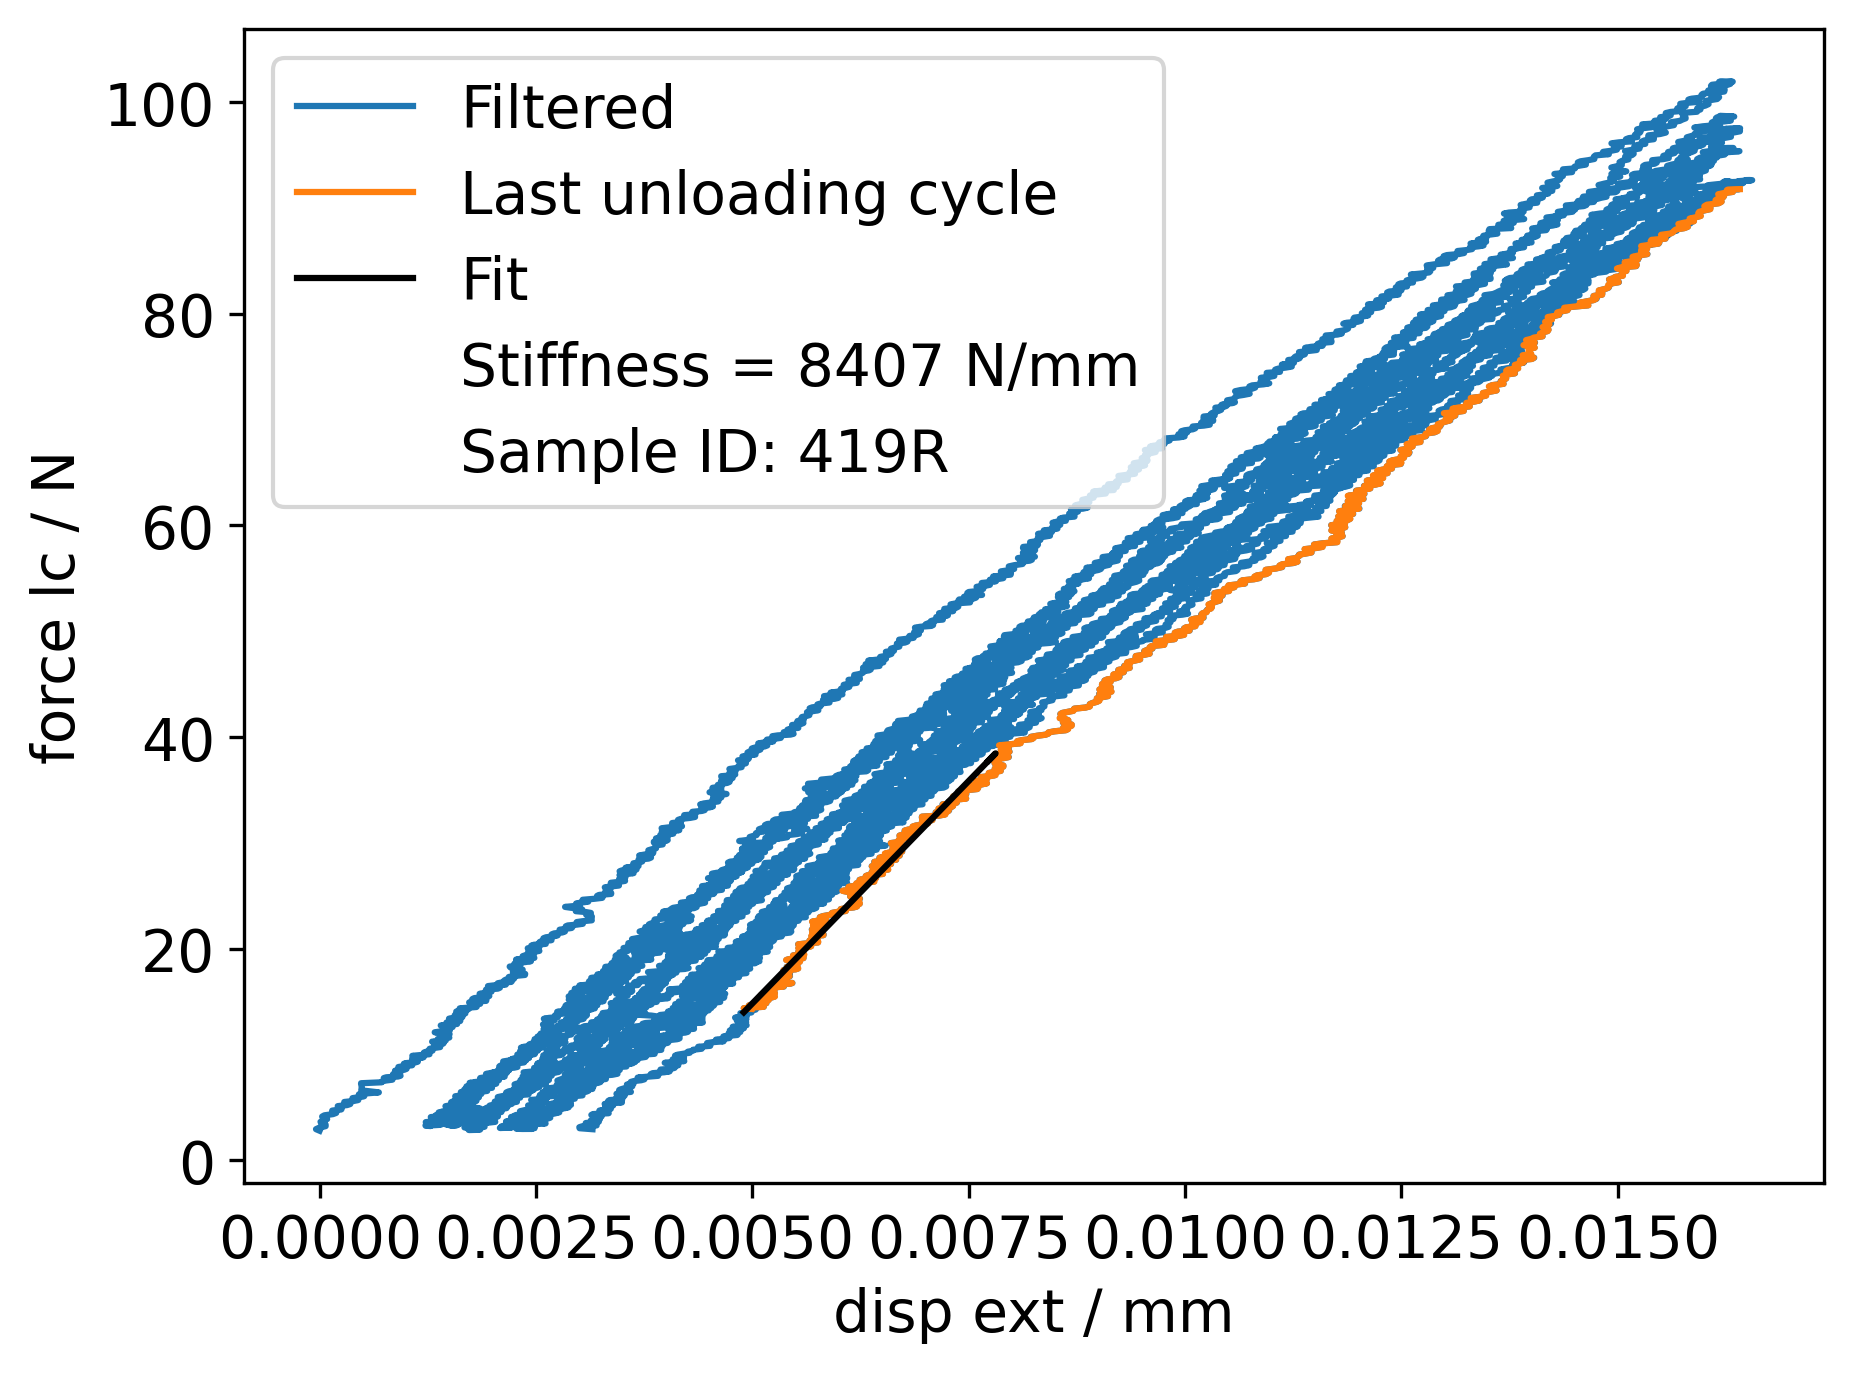 Filtered
Last unloading cycle
Fit
Stiffness = 8407 N/mm
Sample ID: 419R
100
80
60
40
20
0
force lc / N
0.0000 0.0025 0.0050 0.0075 0.0100 0.0125 0.0150
disp ext / mm